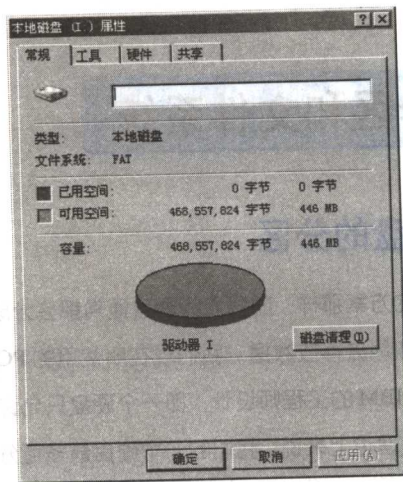 本地磁盘 (I:) 属性
常规 工具 硬件 共享
类型: 本地磁盘
文件系统: FAT
已用空间: 0 字节 0 字节
可用空间: 468,557,824 字节 446 MB
容量: 468,557,824 字节 446 MB
驱动器 I
磁盘清理(D)
确定 取消 应用(A)